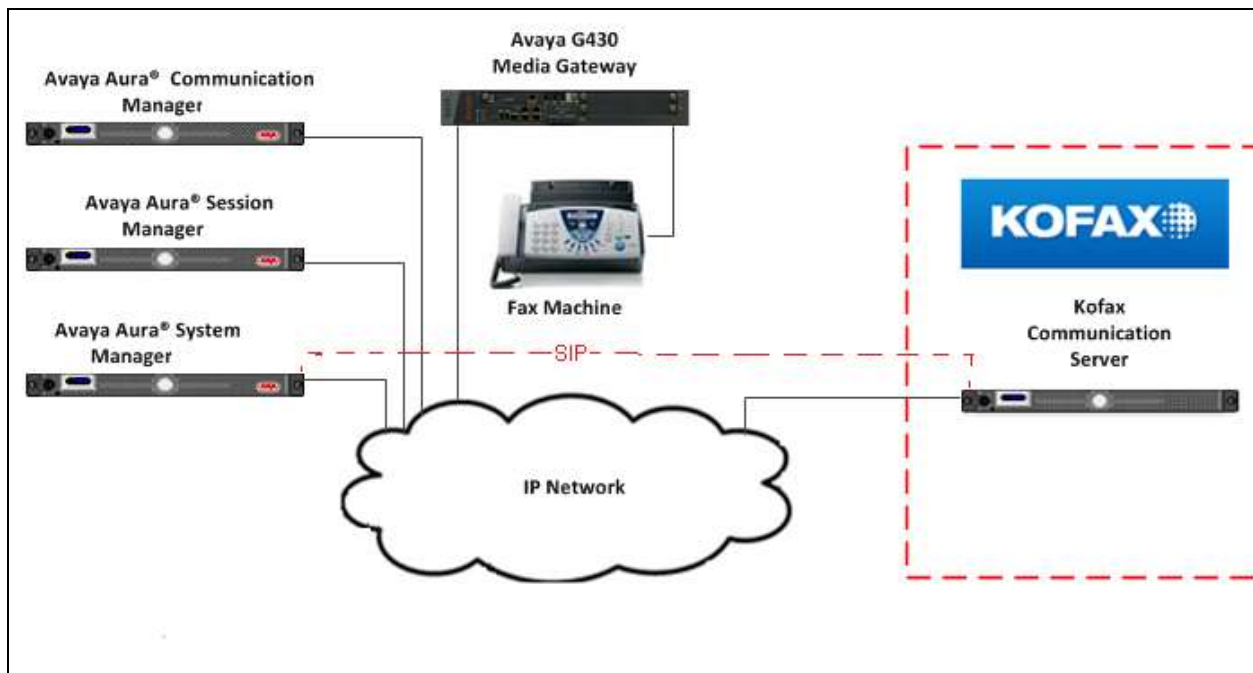 Avaya Aura® Communication
Manager
Avaya G430
Media Gateway
Avaya Aura® Session
Manager
KOFAX
Fax Machine
Kofax
Communication
Server
Avaya Aura® System
Manager
SIP
IP Network